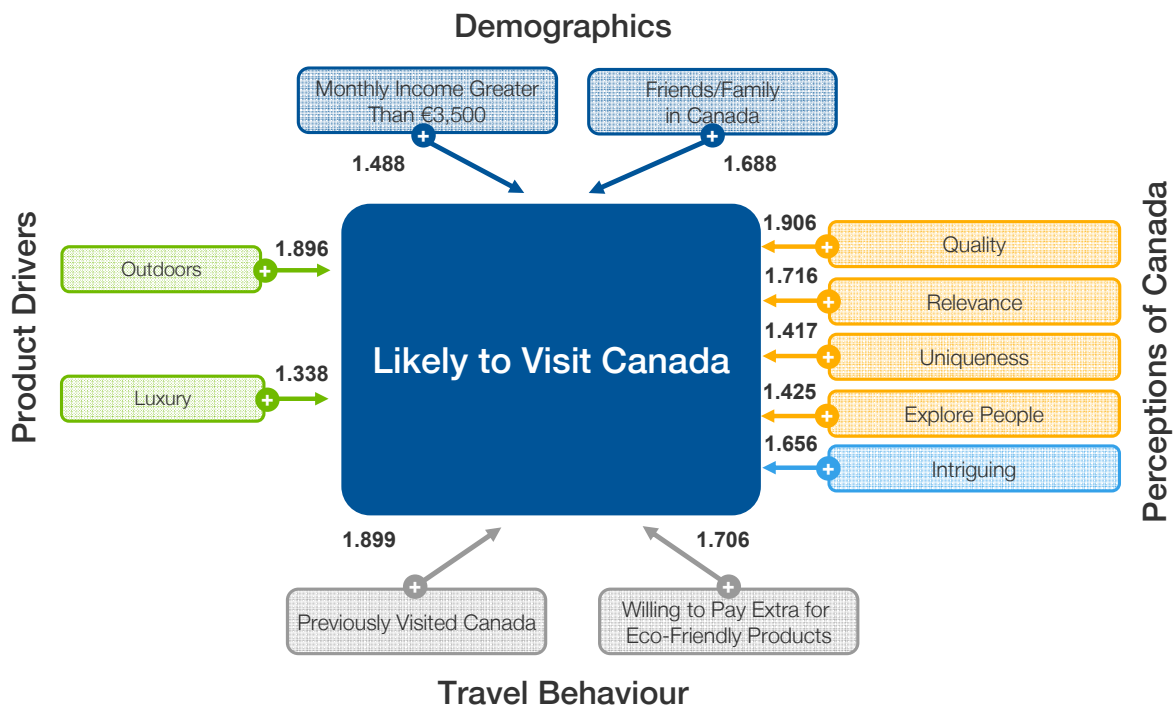 Demographics
Monthly Income Greater
Than €3,500
Friends/Family
in Canada
1.488
1.688
Product Drivers
Outdoors
1.896
Luxury
1.338
Likely to Visit Canada
Perceptions of Canada
1.906
Quality
1.716
Relevance
1.417
Uniqueness
1.425
Explore People
1.656
Intriguing
1.899
1.706
Previously Visited Canada
Willing to Pay Extra for
Eco-Friendly Products
Travel Behaviour